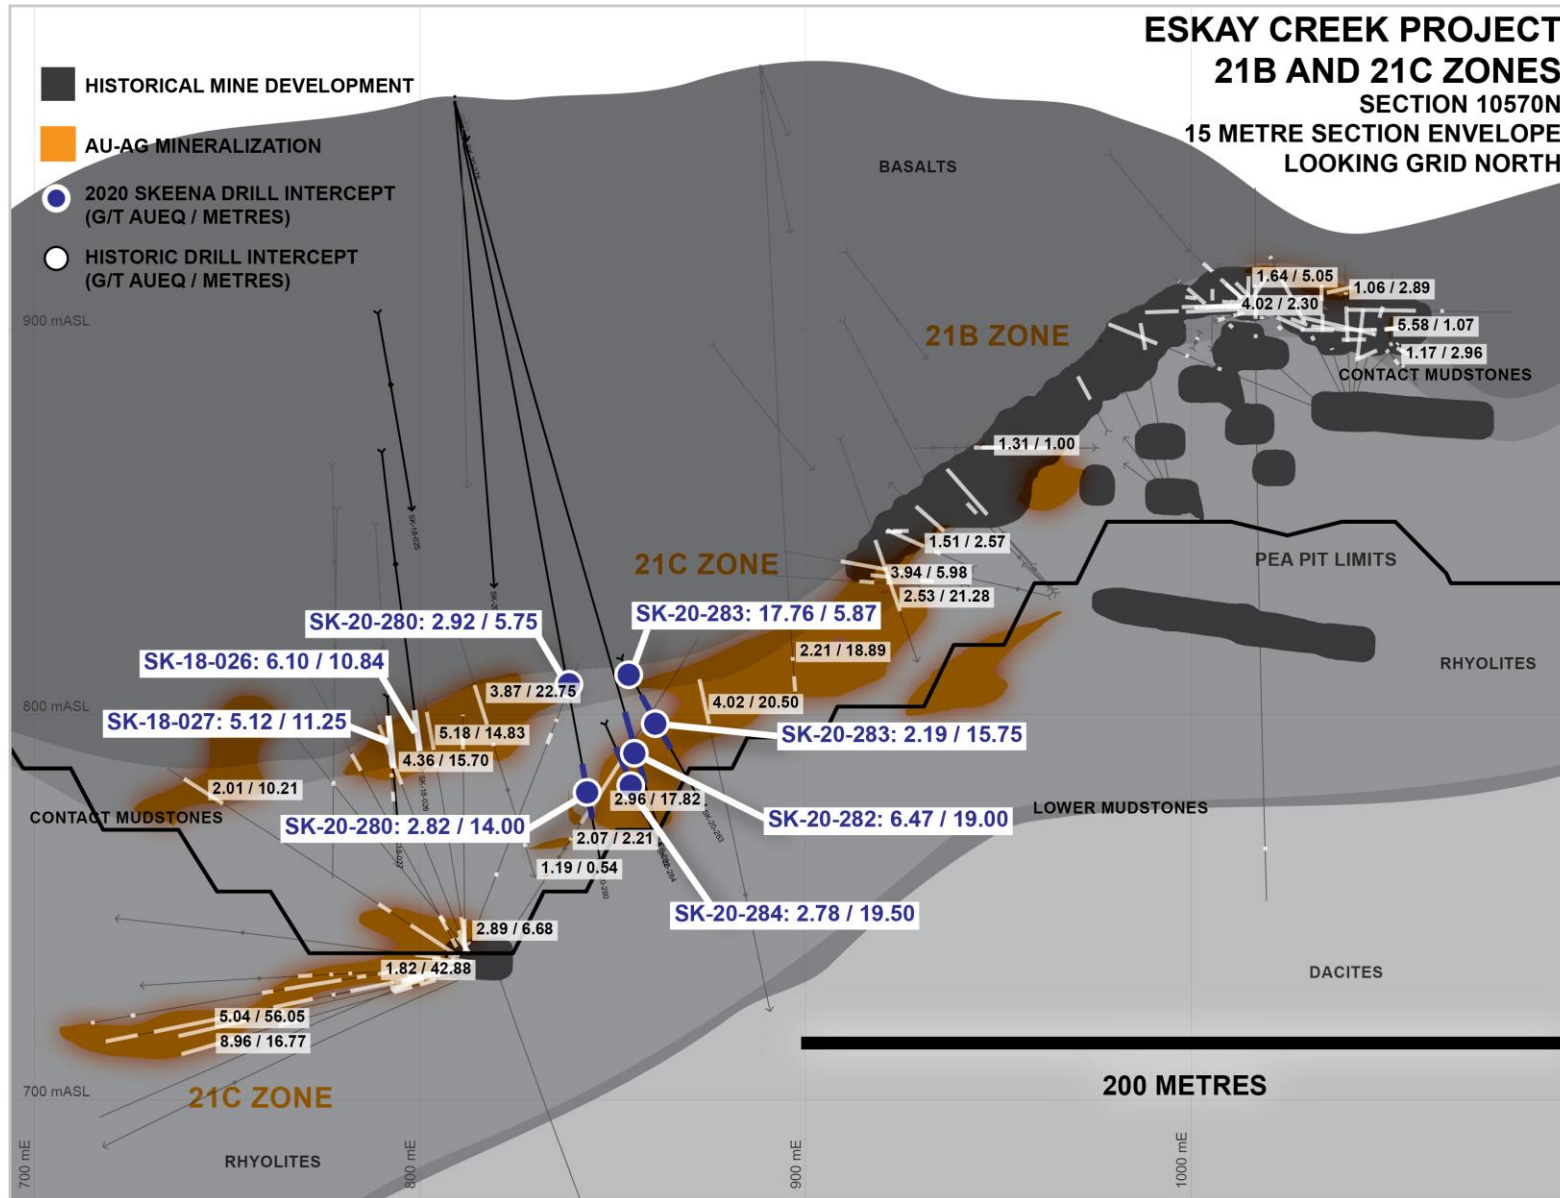 ESKAY CREEK PROJECT
21B AND 21C ZONES
SECTION 10570N
15 METRE SECTION ENVELOPE
LOOKING GRID NORTH
HISTORICAL MINE DEVELOPMENT
AU-AG MINERALIZATION
2020 SKEENA DRILL INTERCEPT
(G/T AUEQ / METRES)
HISTORIC DRILL INTERCEPT
(G/T AUEQ / METRES)
BASALTS
900 mASL
21B ZONE
1.64 / 5.05
1.06 / 2.89
4.02 / 2.30
5.58 / 1.07
1.17 / 2.96
CONTACT MUDSTONES
1.31 / 1.00
SK-18-025
1.51 / 2.57
21C ZONE
PEA PIT LIMITS
3.94 / 5.98
2.53 / 21.28
SK-20-280: 2.92 / 5.75
SK-20-283: 17.76 / 5.87
SK-18-026: 6.10 / 10.84
2.21 / 18.89
RHYOLITES
3.87 / 22.75
800 mASL
4.02 / 20.50
SK-18-027: 5.12 / 11.25
5.18 / 14.83
SK-20-283: 2.19 / 15.75
4.36 / 15.70
2.01 / 10.21
SK-18-026
2.96 / 17.82
LOWER MUDSTONES
CONTACT MUDSTONES
SK-20-280: 2.82 / 14.00
SK-20-282: 6.47 / 19.00
SK-20-283
2.07 / 2.21
1.19 / 0.54
SK-20-284: 2.78 / 19.50
2.89 / 6.68
1.82 / 42.88
DACITES
5.04 / 56.05
8.96 / 16.77
700 mASL
21C ZONE
200 METRES
RHYOLITES
700 mE
800 mE
900 mE
1000 mE